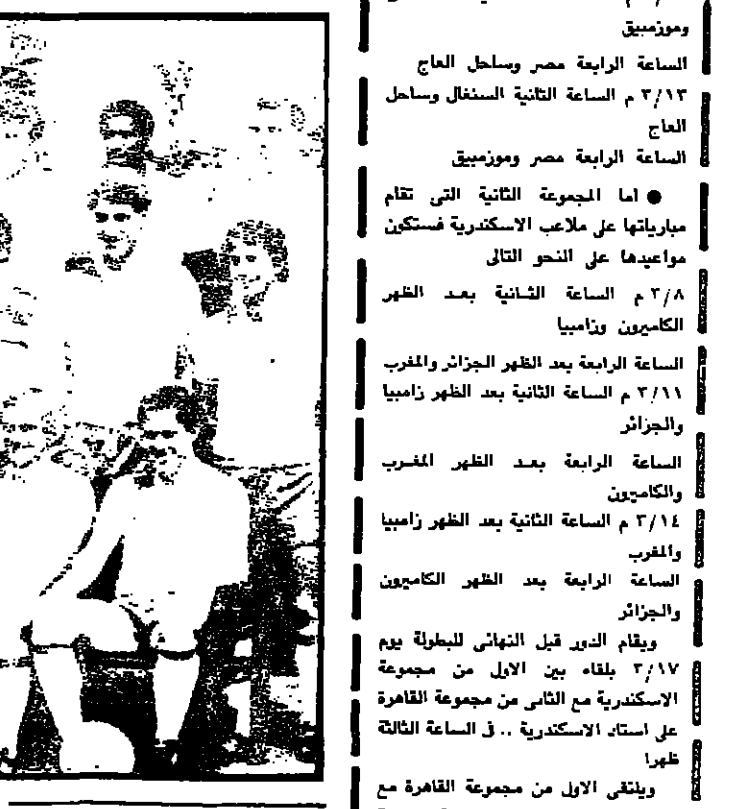 وموزمبيق
الساعة الرابعة مصر وساحل العاج
٣/١٣ م الساعة الثانية السنغال وساحل
العاج
الساعة الرابعة مصر وموزمبيق
● اما المجموعة الثانية التى تقام
مبارياتها على ملاعب الاسكندرية فستكون
مواعيدها على النحو التالى
٣/٨ م الساعة الثانية بعد الظهر
الكاميرون وزامبيا
الساعة الرابعة بعد الظهر الجزائر والمغرب
٣/١١ م الساعة الثانية بعد الظهر زامبيا
والجزائر
الساعة الرابعة بعد الظهر المغرب
والكاميرون
٣/١٤ م الساعة الثانية بعد الظهر زامبيا
والمغرب
الساعة الرابعة بعد الظهر الكاميرون
والجزائر
ويقام الدور قبل النهائى للبطولة يوم
٣/١٧ بلقاء بين الاول من مجموعة
الاسكندرية مع الثانى من مجموعة القاهرة
على استاد الاسكندرية .. فى الساعة الثالثة
ظهرا
ويلتقى الاول من مجموعة القاهرة مع